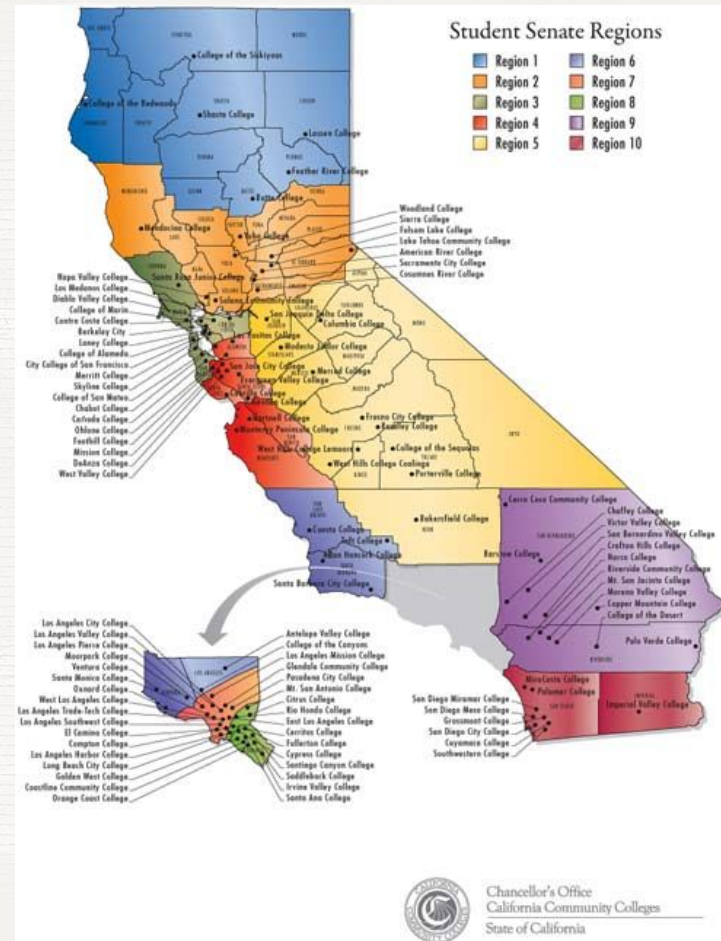 Student Senate Regions
Region 1
Region 2
Region 3
Region 4
Region 5
Region 6
Region 7
Region 8
Region 9
Region 10
College of the Siskiyous
College of the Redwoods
Shasta College
Lassen College
Feather River College
Butte College
Mendocino College
Yuba College
Woodland College
Sierra College
Folsom Lake College
Lake Tahoe Community College
American River College
Sacramento City College
Cosumnes River College
Santa Rosa Junior College
Solano Community College
Napa Valley College
Los Medanos College
Diablo Valley College
College of Marin
Contra Costa College
Berkeley City
Laney College
College of Alameda
City College of San Francisco
Merritt College
Skyline College
College of San Mateo
Chabot College
Cañada College
Ohlone College
Foothill College
Mission College
DeAnza College
West Valley College
San Joaquin Delta College
Columbia College
Las Positas College
Modesto Junior College
San Jose City College
Merced College
Evergreen Valley College
Cabrillo College
Gavilan College
Hartnell College
Monterey Peninsula College
Fresno City College
Reedley College
West Hills College Lemoore
College of the Sequoias
West Hills College Coalinga
Porterville College
Bakersfield College
Cuesta College
Taft College
Allan Hancock College
Santa Barbara City College
Cerro Coso Community College
Chaffey College
Victor Valley College
San Bernardino Valley College
Crafton Hills College
Norco College
Riverside Community College
Mt. San Jacinto College
Moreno Valley College
Copper Mountain College
College of the Desert
Barstow College
Palo Verde College
MiraCosta College
Palomar College
Imperial Valley College
San Diego Miramar College
San Diego Mesa College
Grossmont College
San Diego City College
Cuyamaca College
Southwestern College
Los Angeles City College
Los Angeles Valley College
Los Angeles Pierce College
Moorpark College
Ventura College
Santa Monica College
Oxnard College
West Los Angeles College
Los Angeles Trade-Tech College
Los Angeles Southwest College
El Camino College
Compton College
Los Angeles Harbor College
Long Beach City College
Golden West College
Coastline Community College
Orange Coast College
LOS ANGELES
Antelope Valley College
College of the Canyons
Los Angeles Mission College
Glendale Community College
Pasadena City College
Mt. San Antonio College
Citrus College
Rio Hondo College
East Los Angeles College
Cerritos College
Fullerton College
Cypress College
Santiago Canyon College
Saddleback College
Irvine Valley College
Santa Ana College
Chancellor's Office
California Community Colleges
State of California